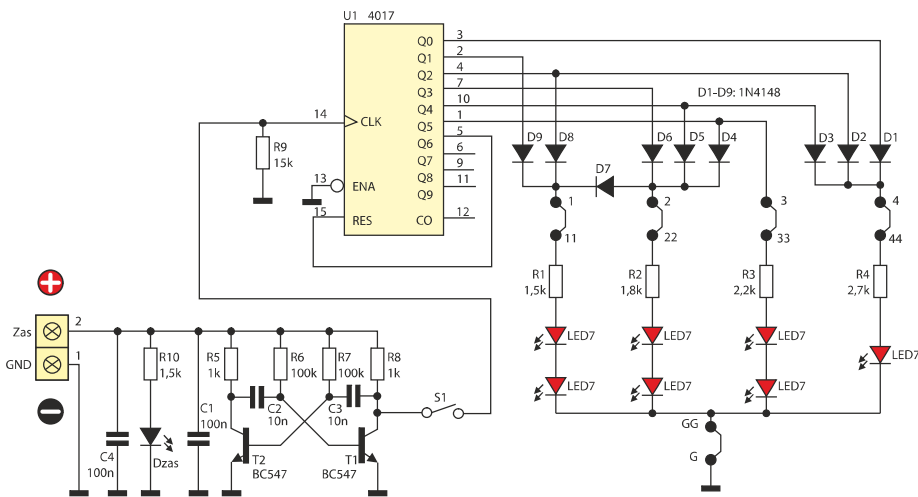 U1 4017
14
CLK
13
ENA
15
RES
Q0
3
Q1
2
Q2
4
Q3
7
Q4
10
Q5
1
Q6
5
Q7
6
Q8
9
Q9
11
CO
12
R9
15k
D1-D9: 1N4148
D9
D8
D7
D6
D5
D4
D3
D2
D1
1
2
3
4
11
22
33
44
R1
1,5k
R2
1,8k
R3
2,2k
R4
2,7k
LED7
LED7
LED7
LED7
LED7
LED7
LED7
GG
G
+
Zas
2
GND
1
−
R10
1,5k
R5
1k
R6
100k
R7
100k
R8
1k
C4
100n
Dzas
C1
100n
C2
10n
C3
10n
T2
BC547
T1
BC547
S1